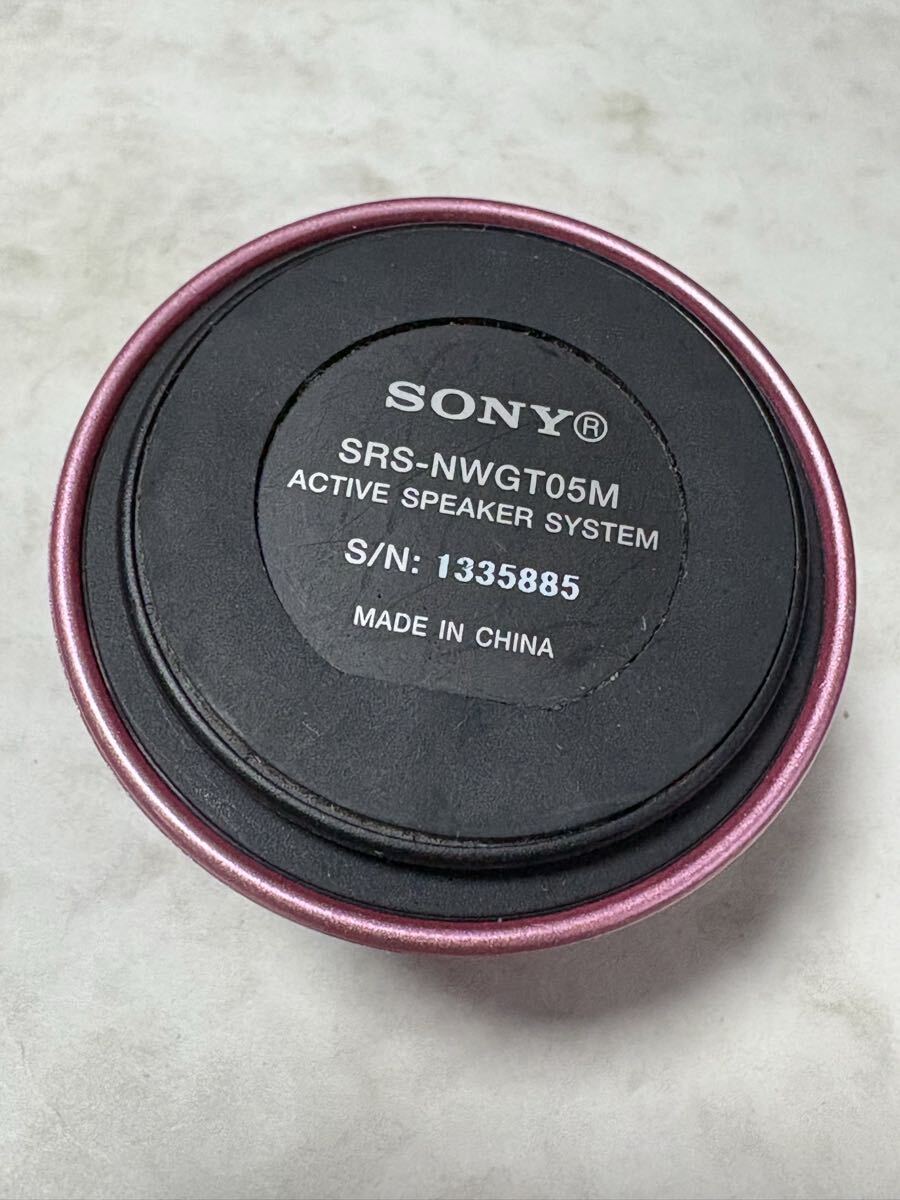 SONY®
SRS-NWGT05M
ACTIVE SPEAKER SYSTEM
S/N: 1335885
MADE IN CHINA